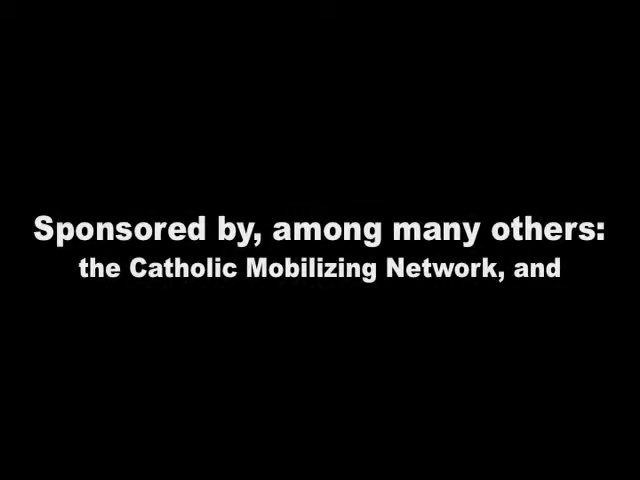 Sponsored by, among many others:
the Catholic Mobilizing Network, and